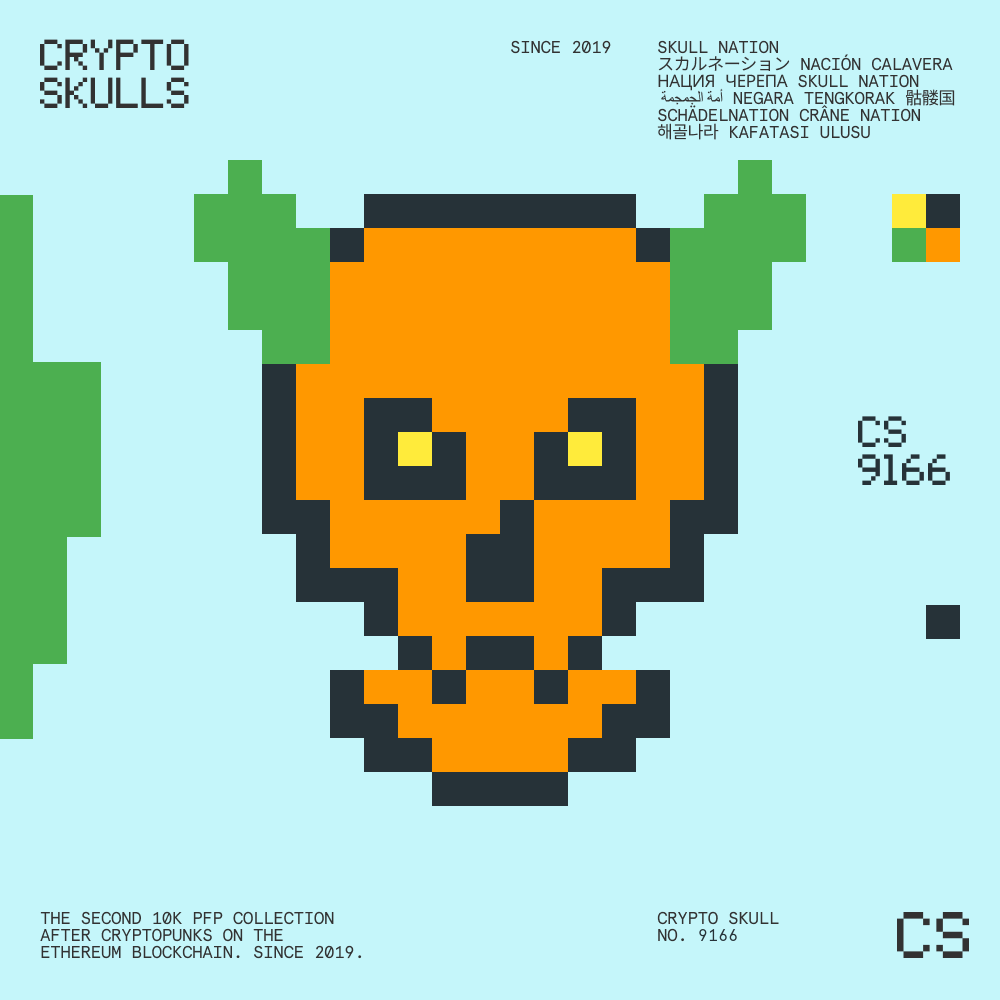 CRYPTO
SKULLS
SINCE 2019
SKULL NATION
スカルネーション NACIÓN CALAVERA
НАЦИЯ ЧЕРЕПА SKULL NATION
أمة الجمجمة NEGARA TENGKORAK 骷髅国
SCHÄDELNATION CRÂNE NATION
해골나라 KAFATASI ULUSU
CS
9166
THE SECOND 10K PFP COLLECTION
AFTER CRYPTOPUNKS ON THE
ETHEREUM BLOCKCHAIN. SINCE 2019.
CRYPTO SKULL
NO. 9166
CS